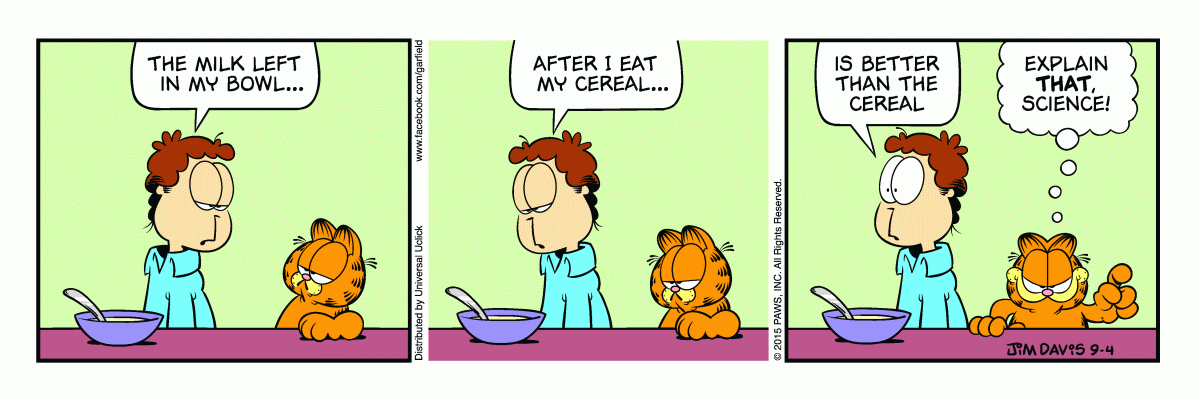 THE MILK LEFT
IN MY BOWL...
www.facebook.com/garfield
Distributed by Universal Uclick
AFTER I EAT
MY CEREAL...
© 2015 PAWS, INC. All Rights Reserved.
IS BETTER
THAN THE
CEREAL
EXPLAIN
THAT,
SCIENCE!
JIM DAVIS 9-4